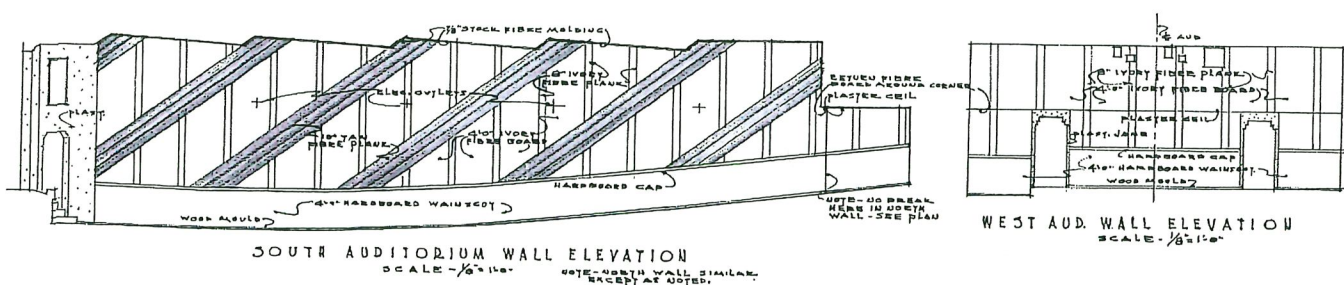 7/8" STOCK FIBRE MOLDING
8" IVORY
FIBRE PLANK
ELEC. OUTLETS
RETURN FIBRE
BOARD AROUND CORNER
PLASTER CEIL
PLAST.
10" TAN
FIBRE PLANK
4'0" IVORY
FIBRE BOARD
HARDBOARD CAP
HARDBOARD WAINSCOT
WOOD MOULD
NOTE-NO BREAK
HERE IN NORTH
WALL-SEE PLAN
SOUTH AUDITORIUM WALL ELEVATION
SCALE-1/8"=1'-0"
NOTE-NORTH WALL SIMILAR
EXCEPT AS NOTED.
AUD
8" IVORY FIBRE PLANK
4'0" IVORY FIBRE BOARD
PLASTER CEIL
PLAST. JAMB
HARDBOARD CAP
4'0" HARDBOARD WAINSCOT
WOOD MOULD
WEST AUD. WALL ELEVATION
SCALE-1/8"=1'-0"